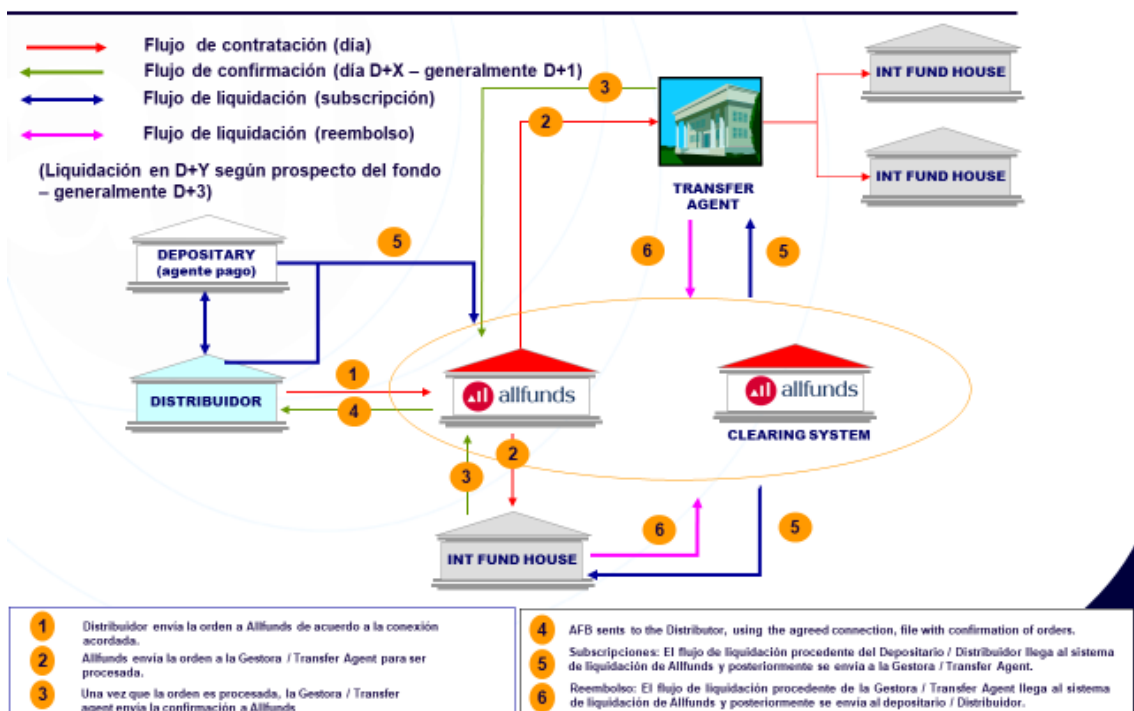 Flujo de contratación (día)
Flujo de confirmación (día D+X – generalmente D+1)
Flujo de liquidación (subscripción)
Flujo de liquidación (reembolso)
(Liquidación en D+Y según prospecto del fondo
– generalmente D+3)
3
2
INT FUND HOUSE
INT FUND HOUSE
TRANSFER
AGENT
5
6
5
DEPOSITARY
(agente pago)
DISTRIBUIDOR
1
4
allfunds
allfunds
CLEARING SYSTEM
3
2
INT FUND HOUSE
6
5
1 Distribuidor envía la orden a Allfunds de acuerdo a la conexión
acordada.
2 Allfunds envía la orden a la Gestora / Transfer Agent para ser
procesada.
3 Una vez que la orden es procesada, la Gestora / Transfer
agent envía la confirmación a Allfunds
4 AFB sents to the Distributor, using the agreed connection, file with confirmation of orders.
5 Subscripciones: El flujo de liquidación procedente del Depositario / Distribuidor llega al sistema
de liquidación de Allfunds y posteriormente se envía a la Gestora / Transfer Agent.
6 Reembolso: El flujo de liquidación procedente de la Gestora / Transfer Agent llega al sistema
de liquidación de Allfunds y posteriormente se envía al depositario / Distribuidor.